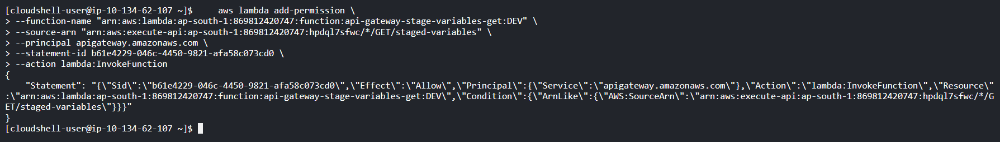 [cloudshell-user@ip-10-134-62-107 ~]$     aws lambda add-permission \
> --function-name "arn:aws:lambda:ap-south-1:869812420747:function:api-gateway-stage-variables-get:DEV" \
> --source-arn "arn:aws:execute-api:ap-south-1:869812420747:hpdql7sfwc/*/GET/staged-variables" \
> --principal apigateway.amazonaws.com \
> --statement-id b61e4229-046c-4450-9821-afa58c073cd0 \
> --action lambda:InvokeFunction
{
    "Statement": "{\"Sid\":\"b61e4229-046c-4450-9821-afa58c073cd0\",\"Effect\":\"Allow\",\"Principal\":{\"Service\":\"apigateway.amazonaws.com\"},\"Action\":\"lambda:InvokeFunction\",\"Resource\"
:\"arn:aws:lambda:ap-south-1:869812420747:function:api-gateway-stage-variables-get:DEV\",\"Condition\":{\"ArnLike\":{\"AWS:SourceArn\":\"arn:aws:execute-api:ap-south-1:869812420747:hpdql7sfwc/*/G
ET/staged-variables\"}}}"
}
[cloudshell-user@ip-10-134-62-107 ~]$